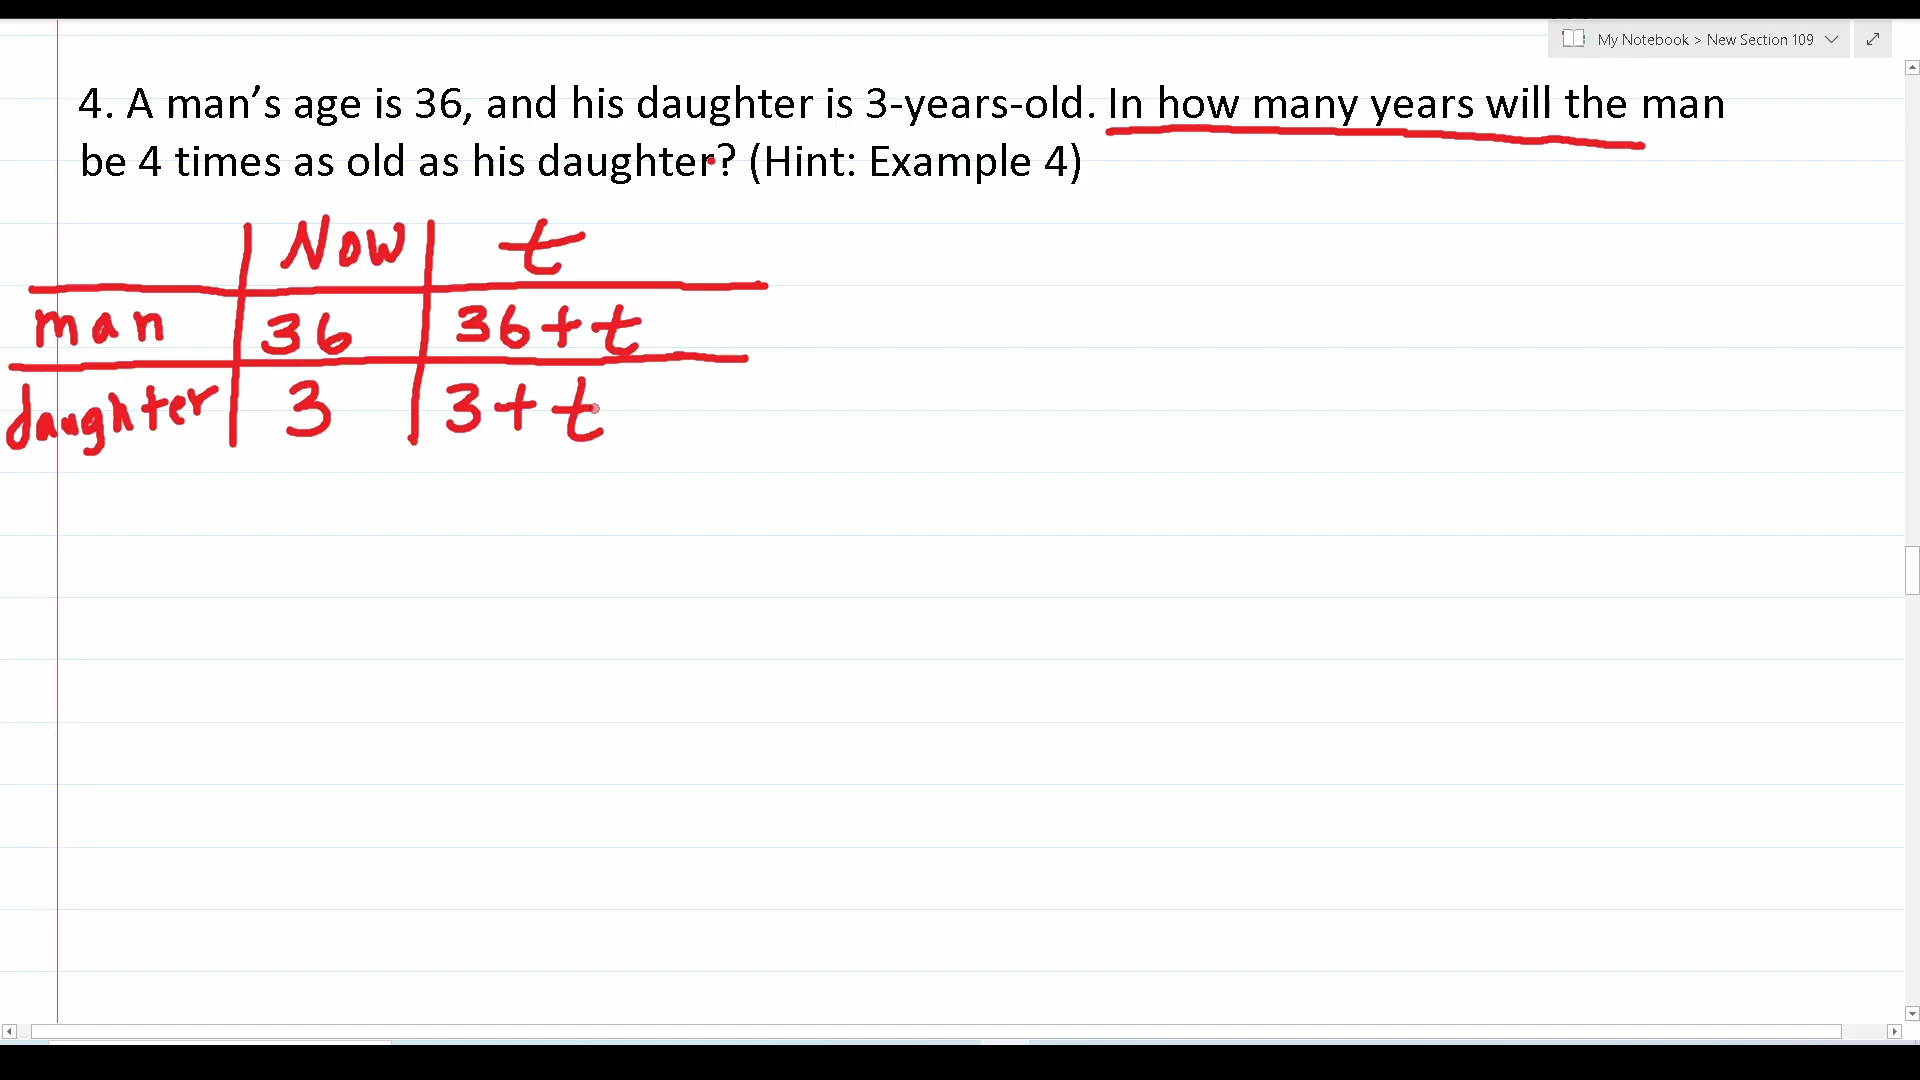 My Notebook > New Section 109
4. A man’s age is 36, and his daughter is 3-years-old. In how many years will the man
be 4 times as old as his daughter? (Hint: Example 4)
Now t
man 36 36+t
daughter 3 3+t